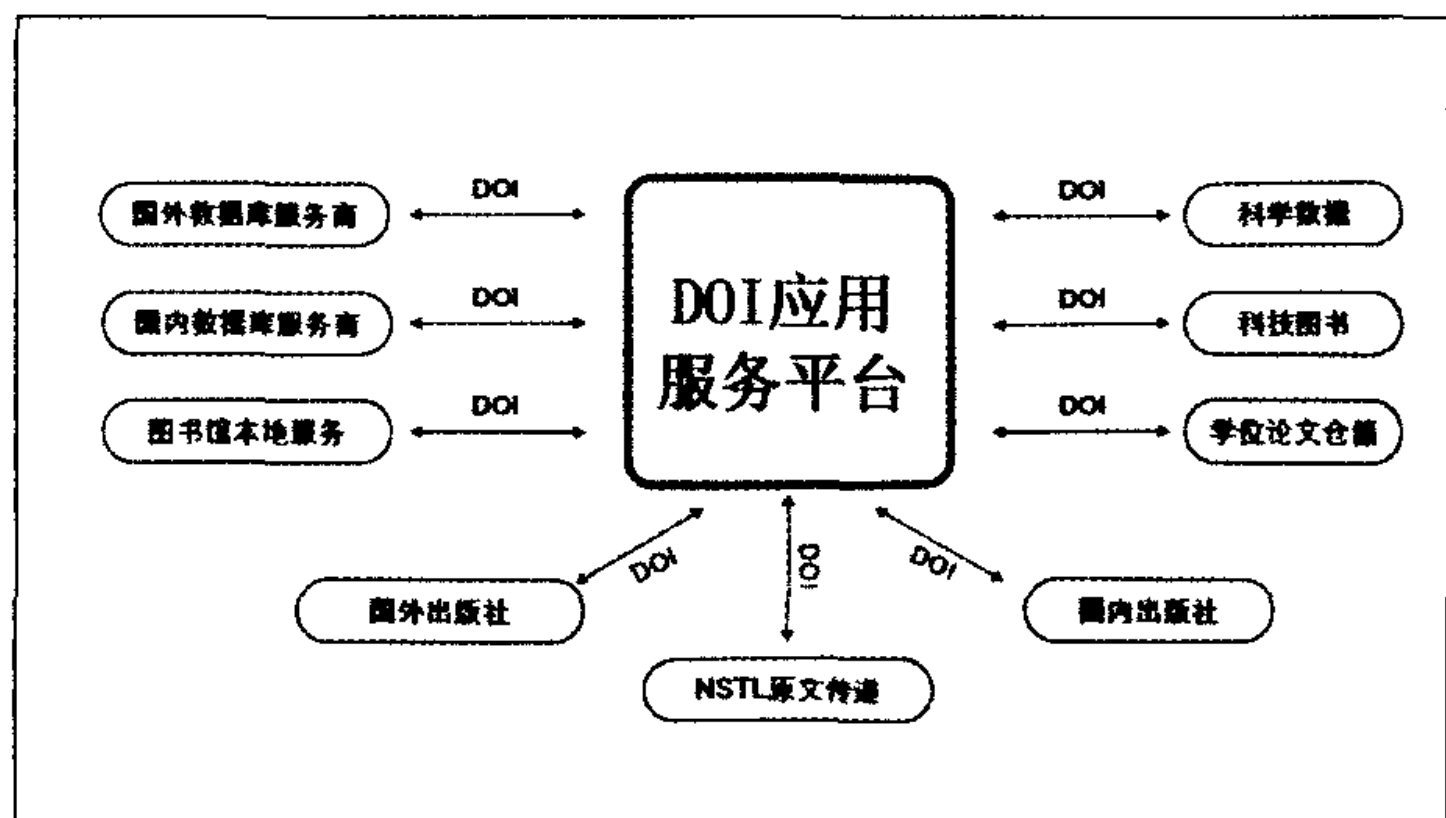 DOI
DOI
国外数据库服务商
科学数据
DOI应用
服务平台
DOI
DOI
国内数据库服务商
科技图书
DOI
DOI
图书馆本地服务
学位论文仓储
DOI
DOI
DOI
国外出版社
国内出版社
NSTL原文传递